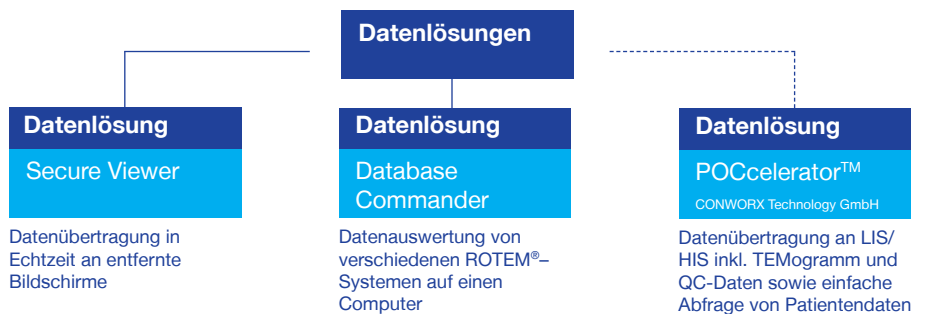 Datenlösungen
Datenlösung
Secure Viewer
Datenübertragung in
Echtzeit an entfernte
Bildschirme
Datenlösung
Database
Commander
Datenauswertung von
verschiedenen ROTEM®–
Systemen auf einen
Computer
Datenlösung
POCcelerator™
CONWORX Technology GmbH
Datenübertragung an LIS/
HIS inkl. TEMogramm und
QC-Daten sowie einfache
Abfrage von Patientendaten